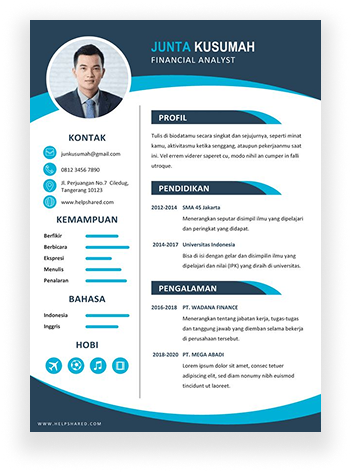 JUNTA KUSUMAH
FINANCIAL ANALYST
KONTAK
junkusumah@gmail.com
0812 3456 7890
Jl. Perjuangan No.7 Ciledug,
Tangerang 10123
www.helpshared.com
KEMAMPUAN
Berfikir
Berbicara
Ekspresi
Menulis
Penalaran
BAHASA
Indonesia
Inggris
HOBI
PROFIL
Tulis di biodatamu secara singkat dan sejujurnya, seperti minat
kamu, aktivitasmu ketika senggang, ataupun pekerjaanmu saat
ini. Vel errem viderer saperet cu, modo nihil an cumper in falli
utroque.
PENDIDIKAN
2012-2014 SMA 45 Jakarta
Menerangkan seputar disimpil ilmu yang dipelajari
dan peringkat yang didapat.
2014-2017 Universitas Indonesia
Bisa di isi dengan gelar dan disimpilin ilmu yang
dipelajari dan nilai (IPK) yang diraih di universitas.
PENGALAMAN
2016-2018 PT. WADANA FINANCE
Menerangkan tentang jabatan kerja, tugas-tugas
dan tanggung jawab yang diemban selama bekerja
di perusahaan tersebut.
2018-2020 PT. MEGA ABADI
Lorem ipsum dolor sit amet, consectetuer
adipiscing elit, sed diam nonummy nibh euismod
tincidunt ut laoreet.
WWW.HELPSHARED.COM